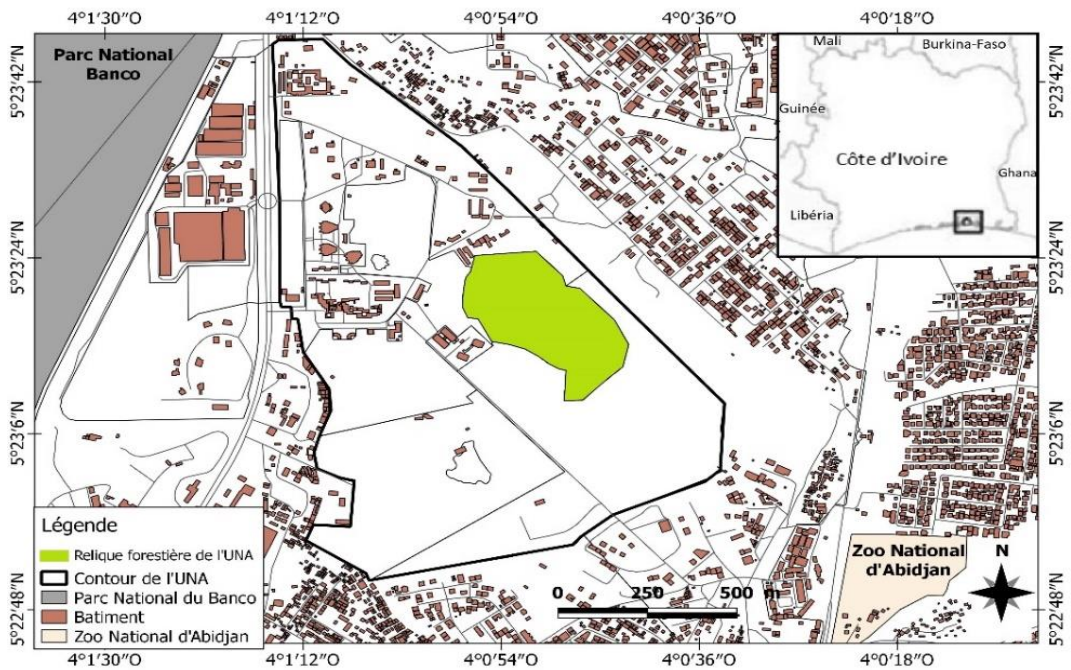 4°1'30"O 4°1'12"O 4°0'54"O 4°0'36"O 4°0'18"O
Parc National
Banco
5°23'42"N
5°23'24"N
5°23'6"N
5°22'48"N
Mali
Burkina-Faso
Guinée
Côte d'Ivoire
Ghana
Libéria
5°23'42"N
5°23'24"N
5°23'6"N
5°22'48"N
Légende
Relique forestière de l'UNA
Contour de l'UNA
Parc National du Banco
Batiment
Zoo National d'Abidjan
Zoo National
d'Abidjan
N
0 250 500 m
4°1'30"O 4°1'12"O 4°0'54"O 4°0'36"O 4°0'18"O